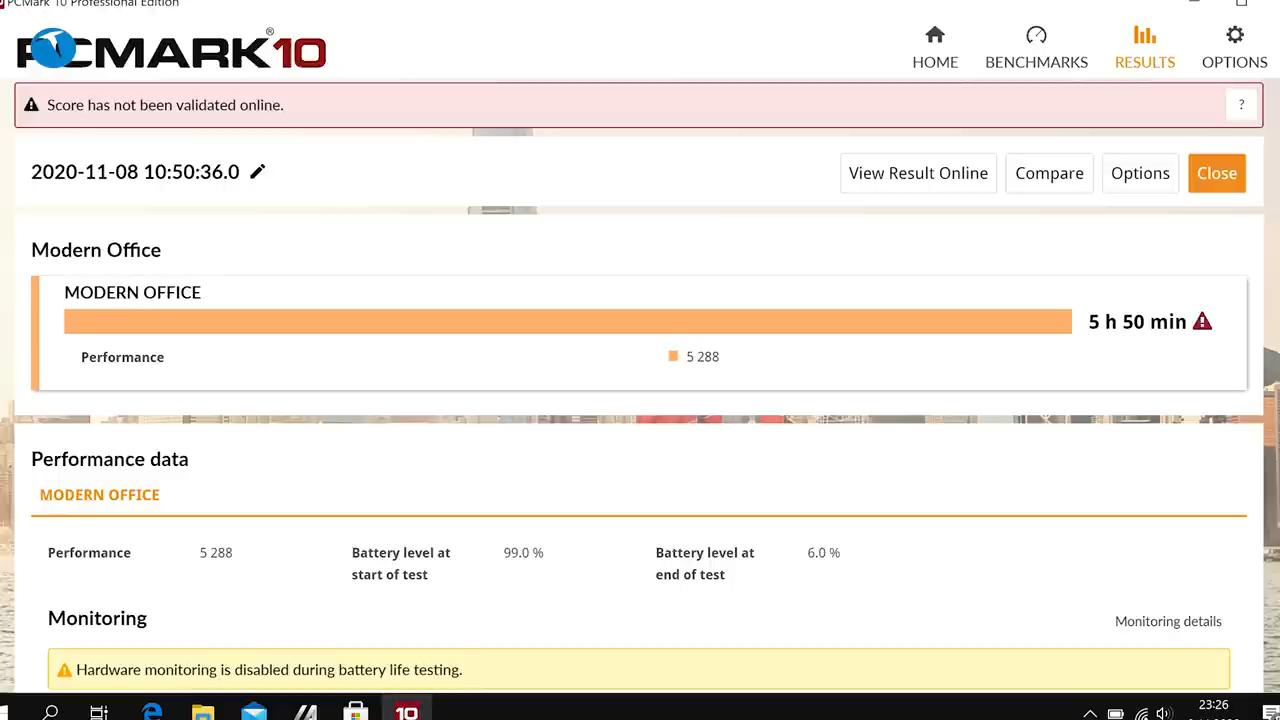 PCMark 10 Professional Edition
PCMARK®10
HOME
BENCHMARKS
RESULTS
OPTIONS
Score has not been validated online.
?
2020-11-08 10:50:36.0
View Result Online
Compare
Options
Close
Modern Office
MODERN OFFICE
5 h 50 min
Performance
5 288
Performance data
MODERN OFFICE
Performance
5 288
Battery level at
start of test
99.0 %
Battery level at
end of test
6.0 %
Monitoring
Monitoring details
Hardware monitoring is disabled during battery life testing.
10
23:26